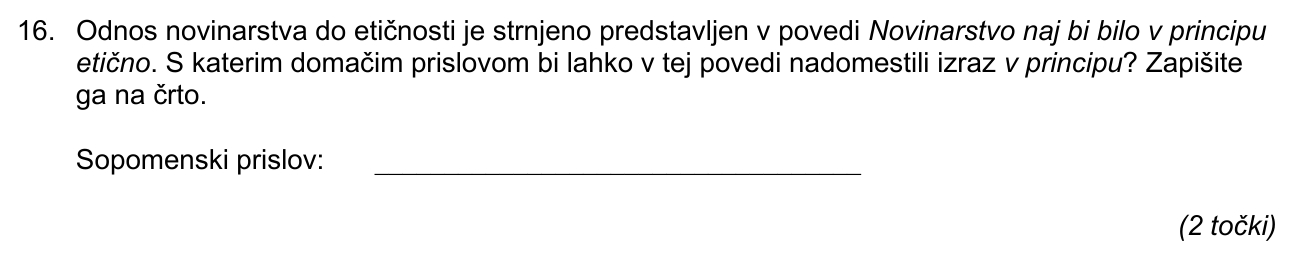 16. Odnos novinarstva do etičnosti je strnjeno predstavljen v povedi Novinarstvo naj bi bilo v principu
etično. S katerim domačim prislovom bi lahko v tej povedi nadomestili izraz v principu? Zapišite
ga na črto.
Sopomenski prislov: ________________________________
(2 točki)